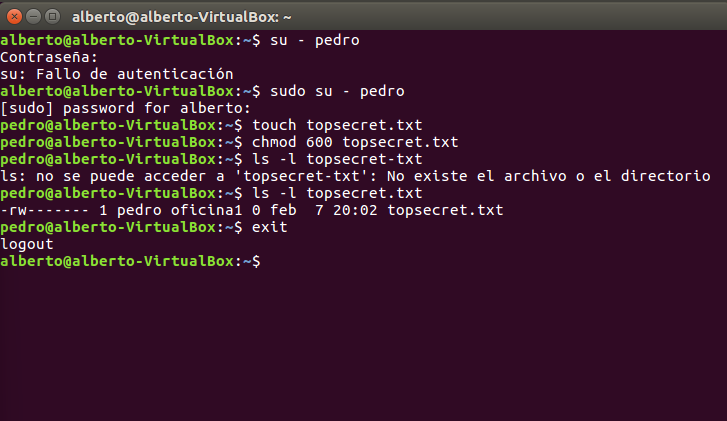 alberto@alberto-VirtualBox: ~
alberto@alberto-VirtualBox:~$ su - pedro
Contraseña:
su: Fallo de autenticación
alberto@alberto-VirtualBox:~$ sudo su - pedro
[sudo] password for alberto:
pedro@alberto-VirtualBox:~$ touch topsecret.txt
pedro@alberto-VirtualBox:~$ chmod 600 topsecret.txt
pedro@alberto-VirtualBox:~$ ls -l topsecret-txt
ls: no se puede acceder a 'topsecret-txt': No existe el archivo o el directorio
pedro@alberto-VirtualBox:~$ ls -l topsecret.txt
-rw------- 1 pedro oficina1 0 feb  7 20:02 topsecret.txt
pedro@alberto-VirtualBox:~$ exit
logout
alberto@alberto-VirtualBox:~$